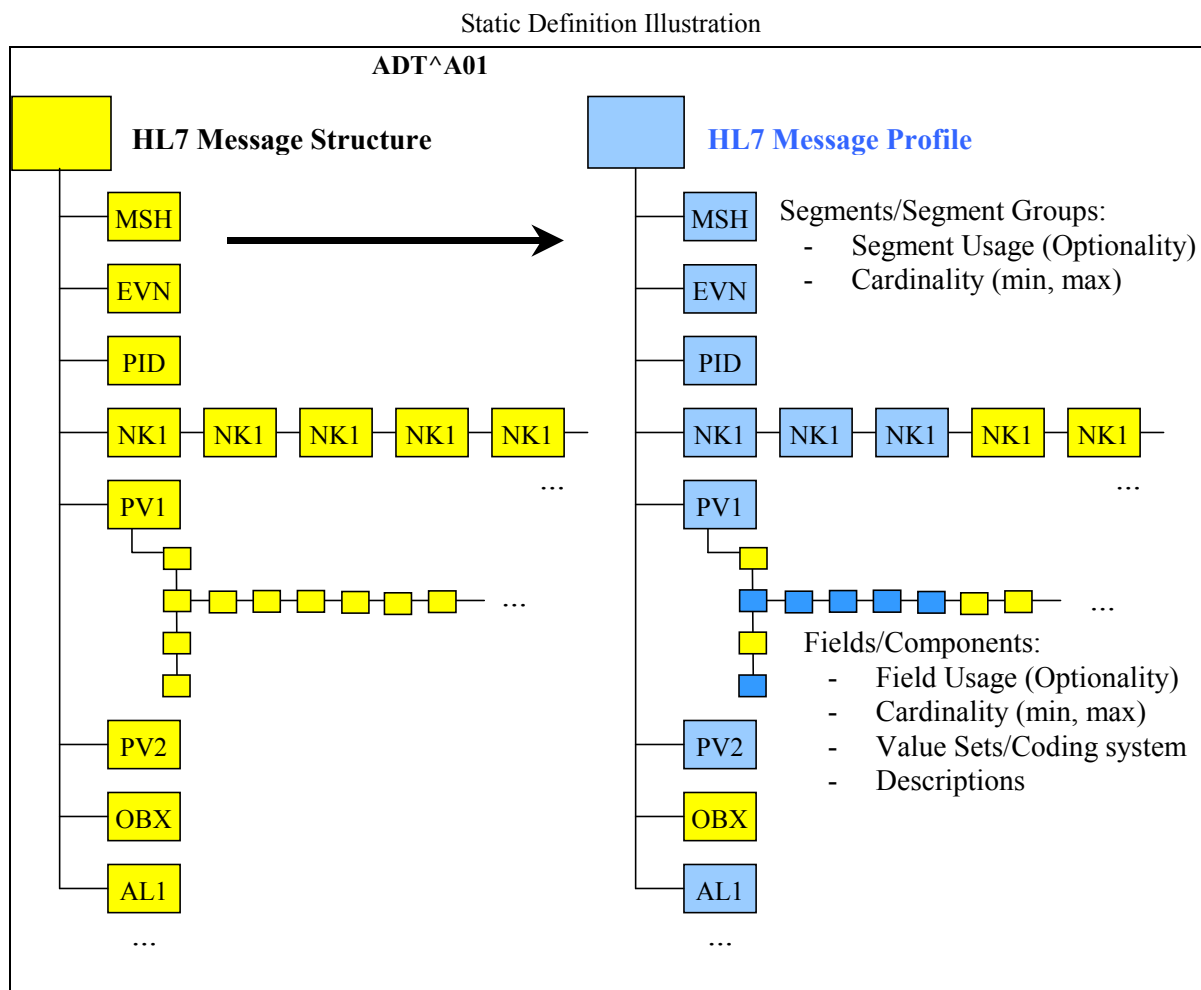 Static Definition Illustration
ADT^A01
HL7 Message Structure
MSH
EVN
PID
NK1 NK1 NK1 NK1 NK1
...
PV1
...
PV2
OBX
AL1
...
HL7 Message Profile
MSH
Segments/Segment Groups:
- Segment Usage (Optionality)
- Cardinality (min, max)
EVN
PID
NK1 NK1 NK1 NK1 NK1
...
PV1
...
Fields/Components:
- Field Usage (Optionality)
- Cardinality (min, max)
- Value Sets/Coding system
- Descriptions
PV2
OBX
AL1
...